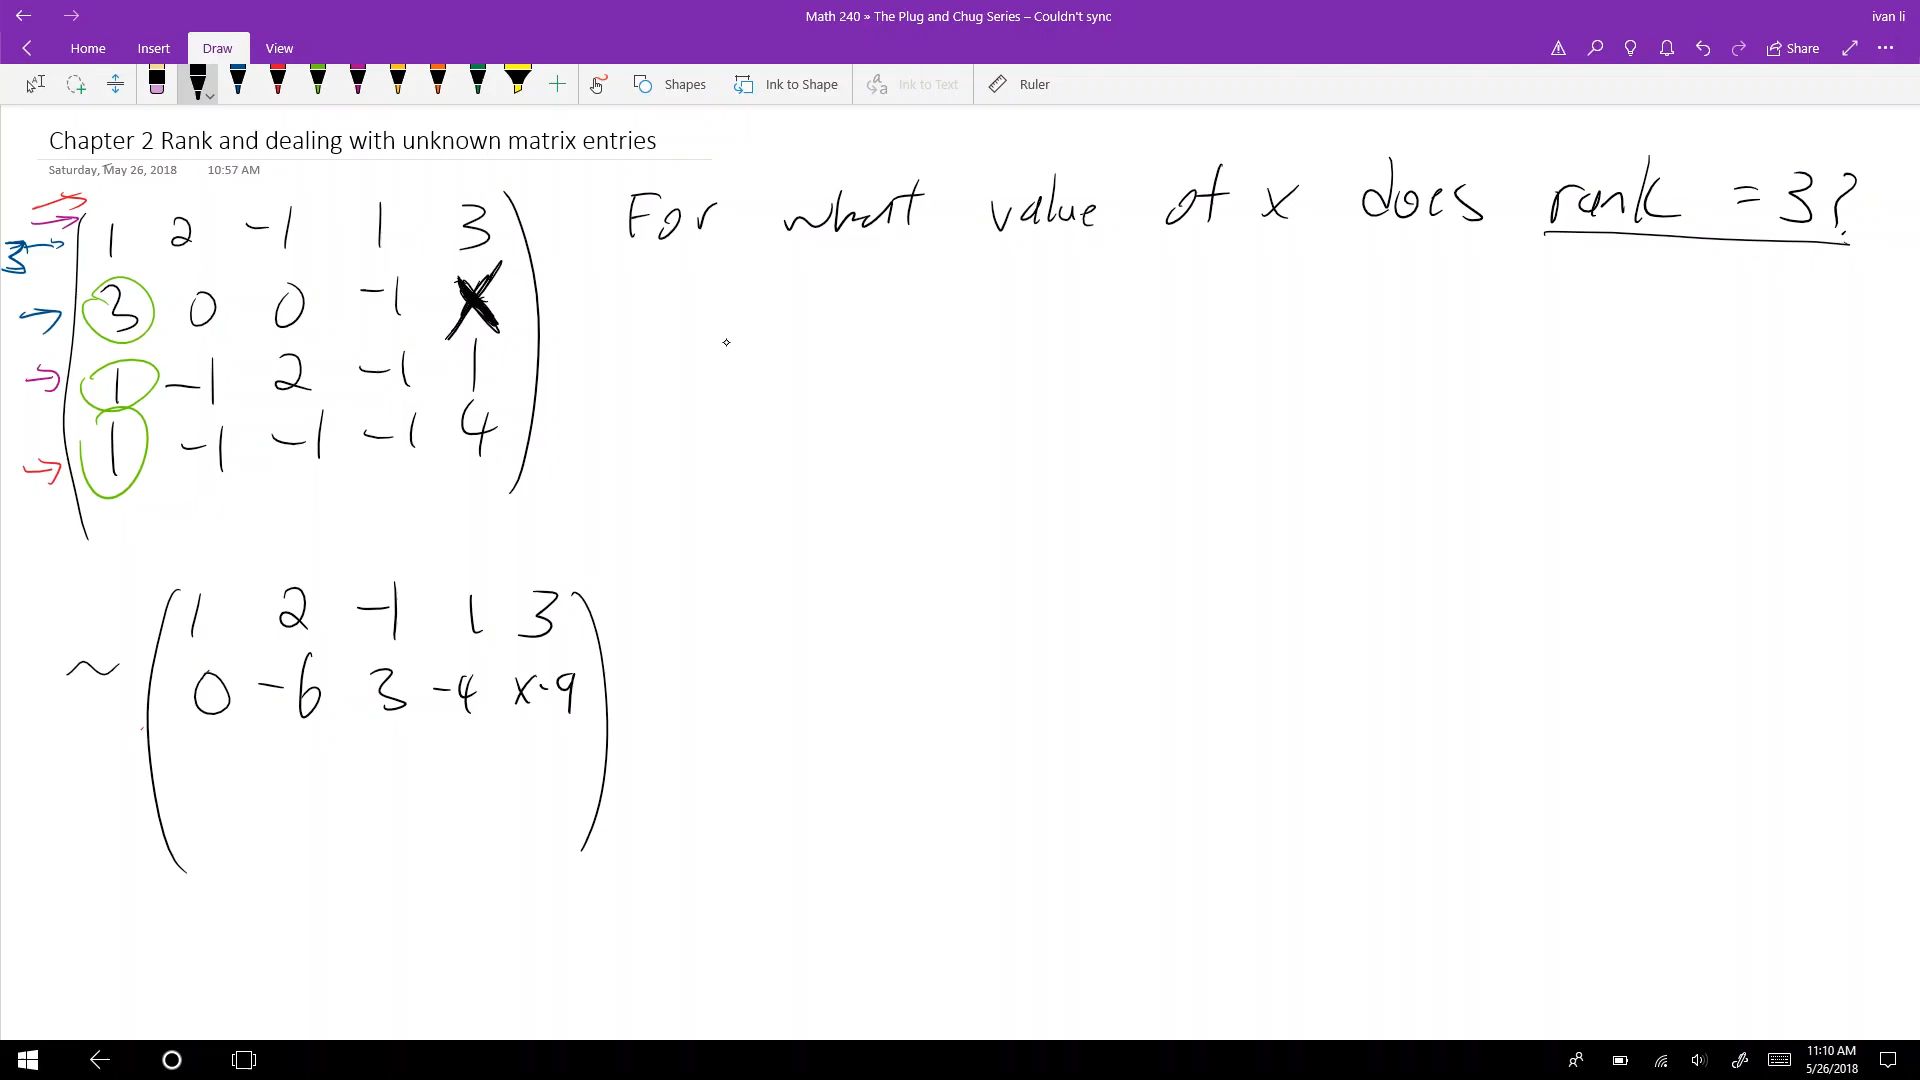 Math 240 » The Plug and Chug Series – Couldn't sync
ivan li
Home Insert Draw View
Share
Shapes Ink to Shape Ink to Text Ruler
Chapter 2 Rank and dealing with unknown matrix entries
Saturday, May 26, 2018 10:57 AM
For what value of x does rank = 3?
1 2 -1 1 3
3
3 0 0 -1 x
1 -1 2 -1 1
1 -1 -1 -1 4
~
1 2 -1 1 3
0 -6 3 -4 x-9
11:10 AM
5/26/2018